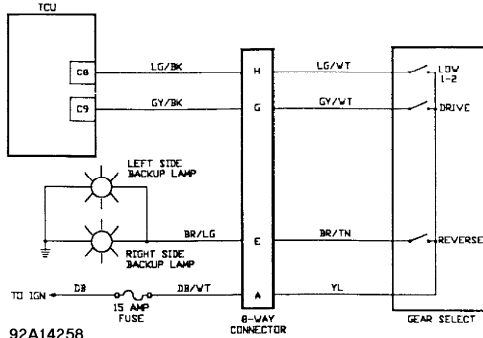 TCU
C8
LG/BK
H
LG/WT
LOW
1-2
C9
GY/BK
G
GY/WT
DRIVE
LEFT SIDE
BACKUP LAMP
BR/LG
E
BR/TN
REVERSE
RIGHT SIDE
BACKUP LAMP
TO IGN
DB
DB/WT
A
YL
15 AMP
FUSE
8-WAY
CONNECTOR
GEAR SELECT
92A14258